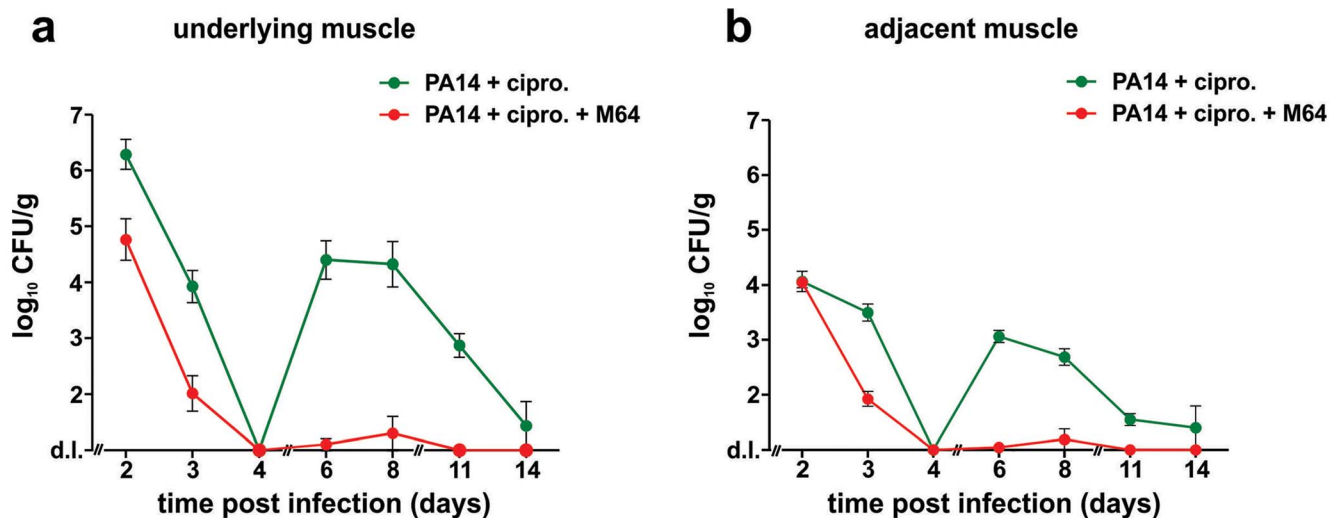 a underlying muscle
PA14 + cipro.
PA14 + cipro. + M64
7
6
5
4
3
2
d.l.
log₁₀ CFU/g
2 3 4 6 8 11 14
time post infection (days)
b adjacent muscle
PA14 + cipro.
PA14 + cipro. + M64
7
6
5
4
3
2
d.l.
log₁₀ CFU/g
2 3 4 6 8 11 14
time post infection (days)